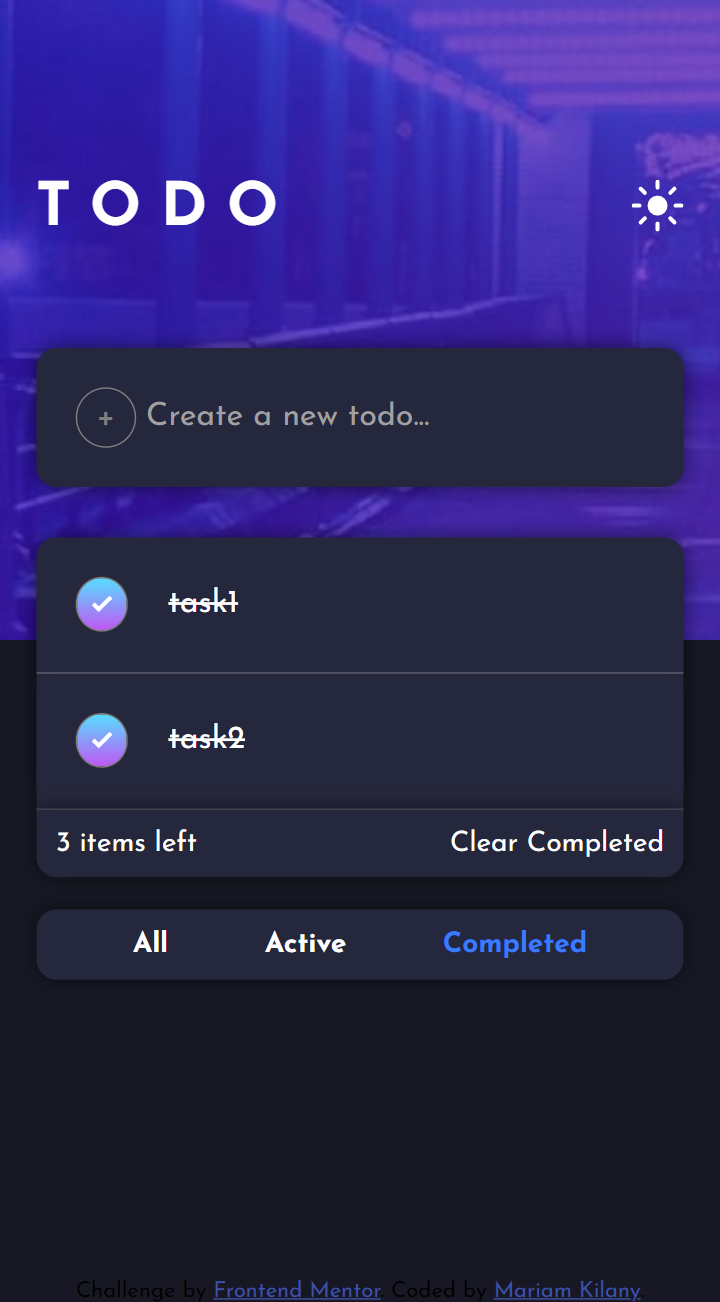 TODO
+ Create a new todo...
task1
task2
3 items left Clear Completed
All Active Completed
Challenge by Frontend Mentor. Coded by Mariam Kilany.